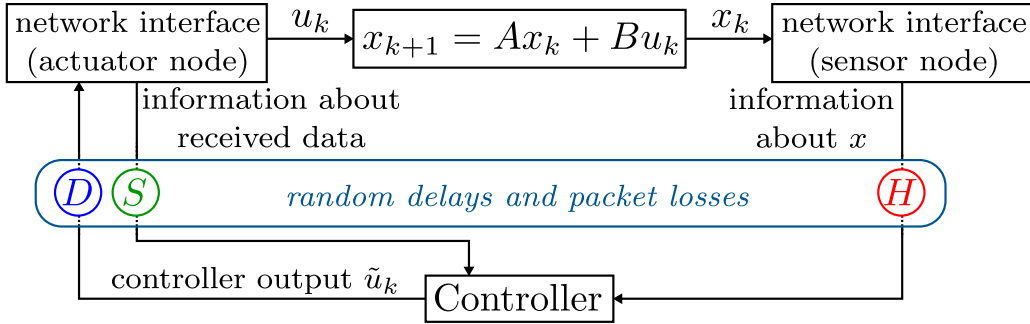 network interface
(actuator node)
u_k
x_{k+1} = Ax_k + Bu_k
x_k
network interface
(sensor node)
information about
received data
information
about x
D
S
random delays and packet losses
H
controller output ũ_k
Controller